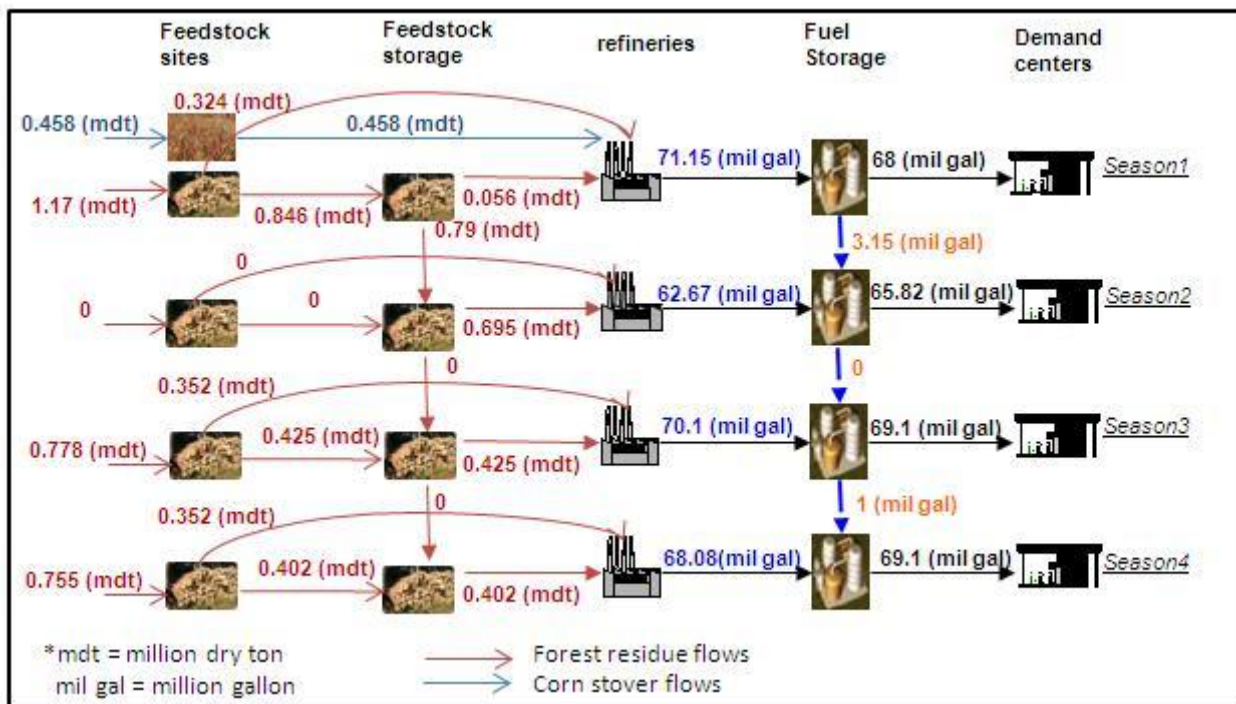 Feedstock sites
Feedstock storage
refineries
Fuel Storage
Demand centers
0.324 (mdt)
0.458 (mdt)
0.458 (mdt)
71.15 (mil gal)
68 (mil gal)
Season1
1.17 (mdt)
0.846 (mdt)
0.056 (mdt)
0.79 (mdt)
3.15 (mil gal)
0
0
0
0.695 (mdt)
62.67 (mil gal)
65.82 (mil gal)
Season2
0
0
0.352 (mdt)
0.778 (mdt)
0.425 (mdt)
0.425 (mdt)
70.1 (mil gal)
69.1 (mil gal)
Season3
0
1 (mil gal)
0.352 (mdt)
0.755 (mdt)
0.402 (mdt)
0.402 (mdt)
68.08(mil gal)
69.1 (mil gal)
Season4
*mdt = million dry ton
mil gal = million gallon
Forest residue flows
Corn stover flows